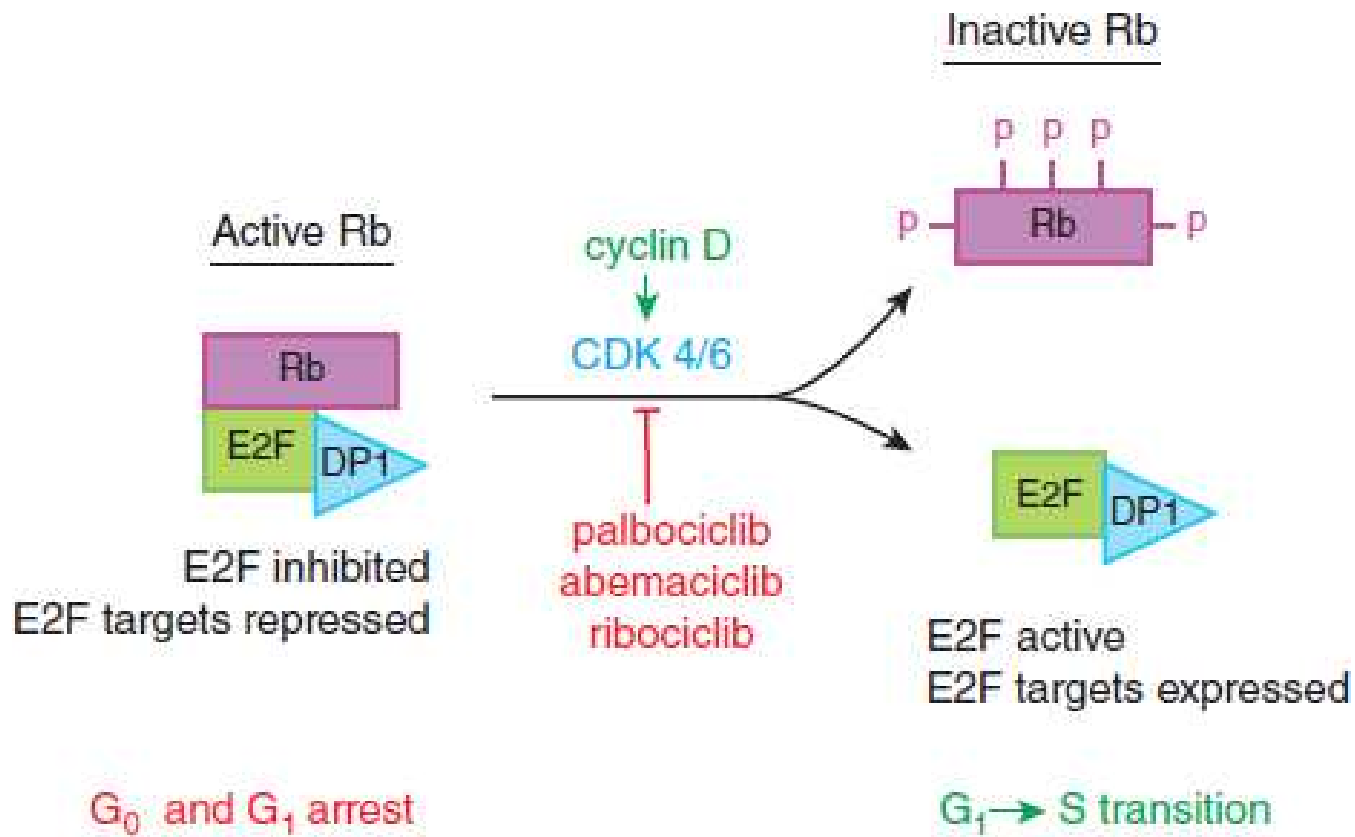 Inactive Rb
p p p
p Rb p
Active Rb
cyclin D
CDK 4/6
Rb
E2F DP1
palbociclib
abemaciclib
ribociclib
E2F DP1
E2F inhibited
E2F targets repressed
E2F active
E2F targets expressed
G₀ and G₁ arrest
G₁→ S transition